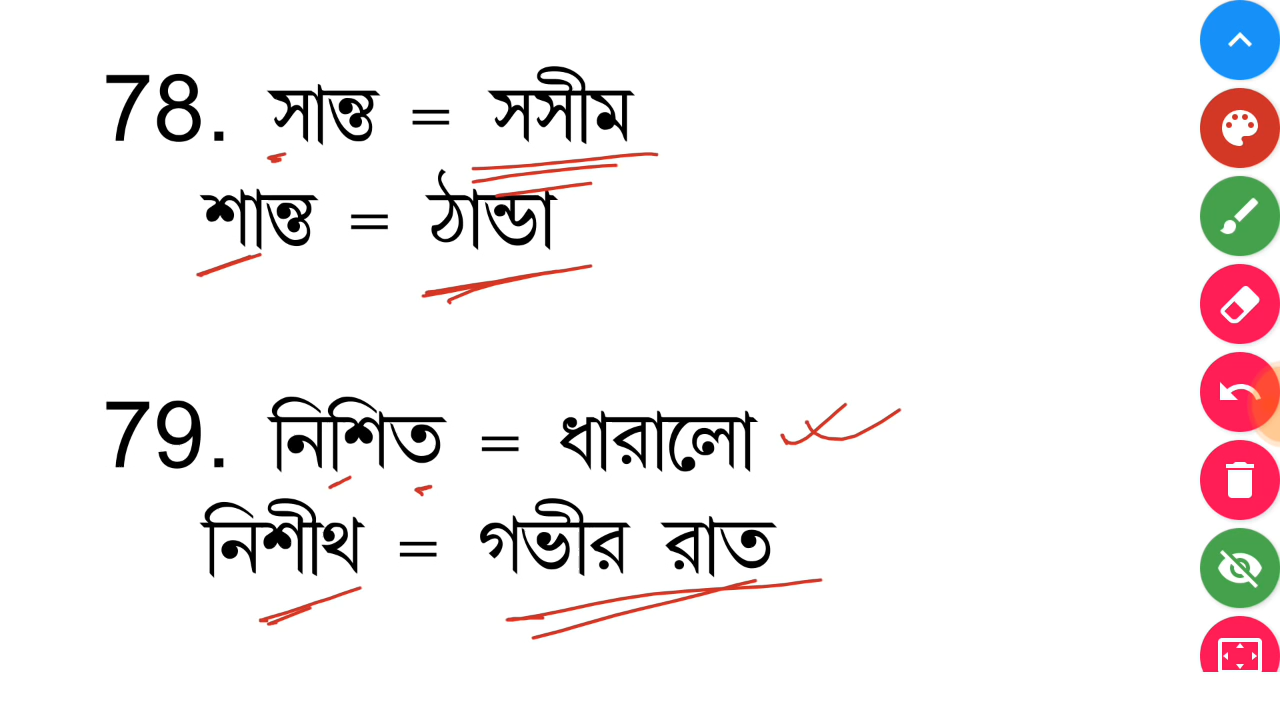 78. সান্ত = সসীম
শান্ত = ঠান্ডা
79. নিশিত = ধারালো
নিশীথ = গভীর রাত